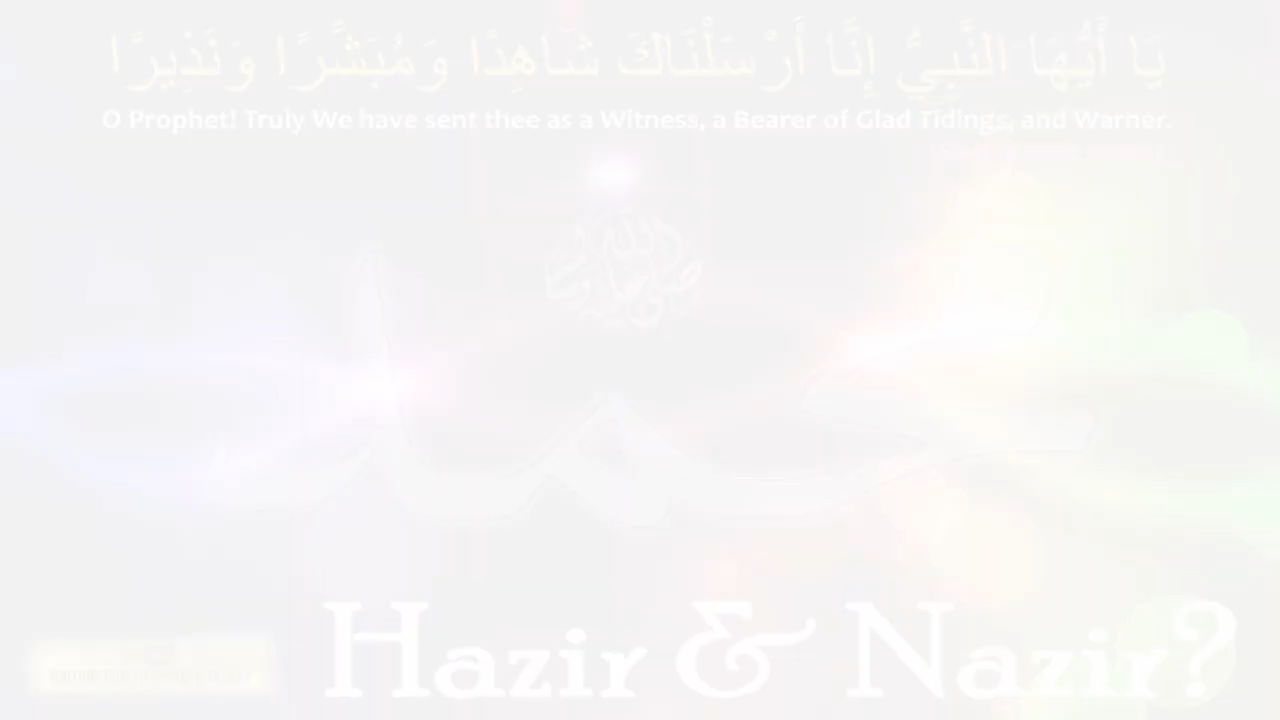 يَا أَيُّهَا النَّبِيُّ إِنَّا أَرْسَلْنَاكَ شَاهِدًا وَمُبَشِّرًا وَنَذِيرًا
O Prophet! Truly We have sent thee as a Witness, a Bearer of Glad Tidings, and Warner.
محمد
Hazir & Nazir?